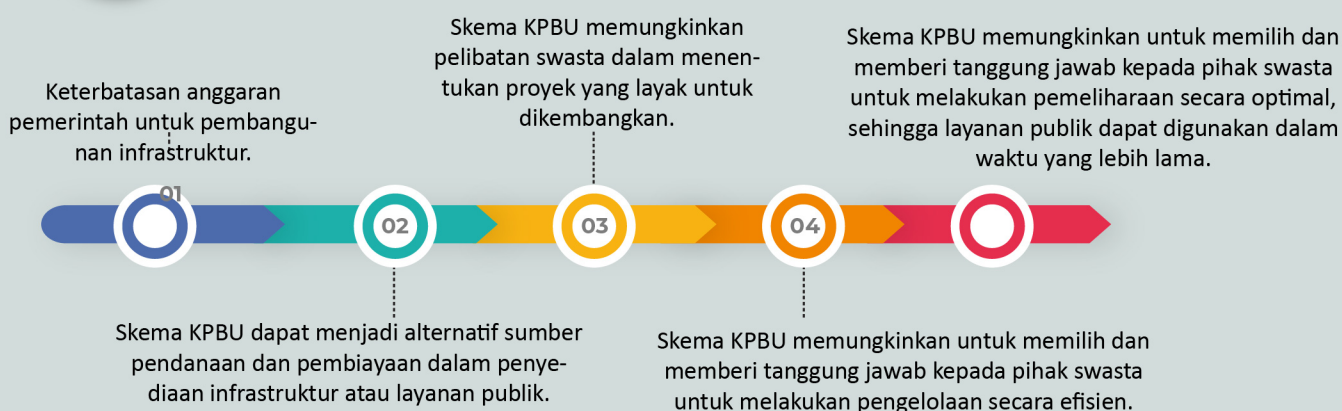 Keterbatasan anggaran
pemerintah untuk pembangu-
nan infrastruktur.
01
Skema KPBU dapat menjadi alternatif sumber
pendanaan dan pembiayaan dalam penye-
diaan infrastruktur atau layanan publik.
02
Skema KPBU memungkinkan
pelibatan swasta dalam menen-
tukan proyek yang layak untuk
dikembangkan.
03
Skema KPBU memungkinkan untuk memilih dan
memberi tanggung jawab kepada pihak swasta
untuk melakukan pengelolaan secara efisien.
04
Skema KPBU memungkinkan untuk memilih dan
memberi tanggung jawab kepada pihak swasta
untuk melakukan pemeliharaan secara optimal,
sehingga layanan publik dapat digunakan dalam
waktu yang lebih lama.